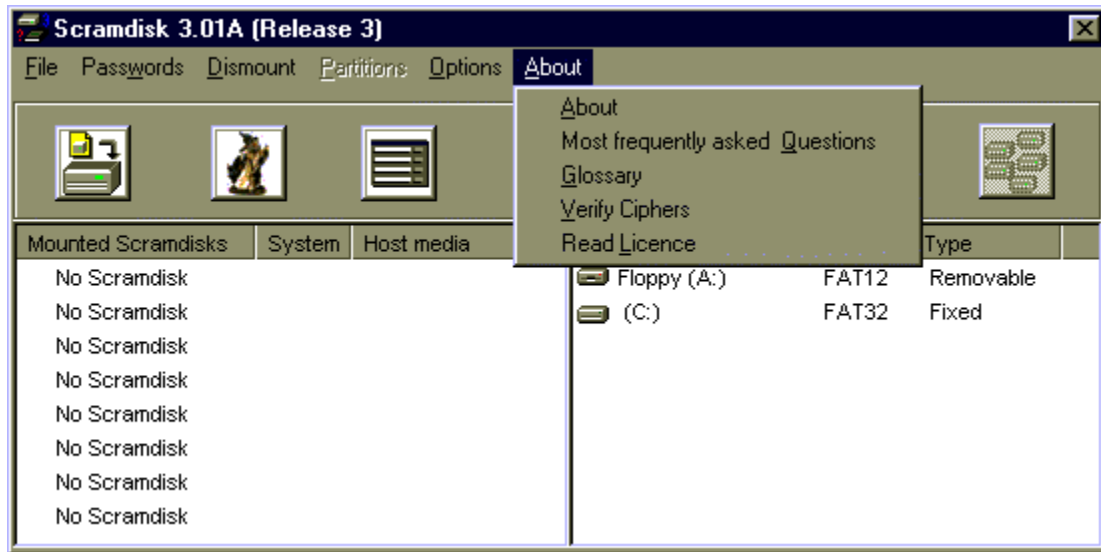 Scramdisk 3.01A (Release 3)
File Passwords Dismount Partitions Options About
About
Most frequently asked Questions
Glossary
Verify Ciphers
Read Licence
Mounted Scramdisks System Host media Type
No Scramdisk Floppy (A:) FAT12 Removable
No Scramdisk (C:) FAT32 Fixed
No Scramdisk
No Scramdisk
No Scramdisk
No Scramdisk
No Scramdisk
No Scramdisk